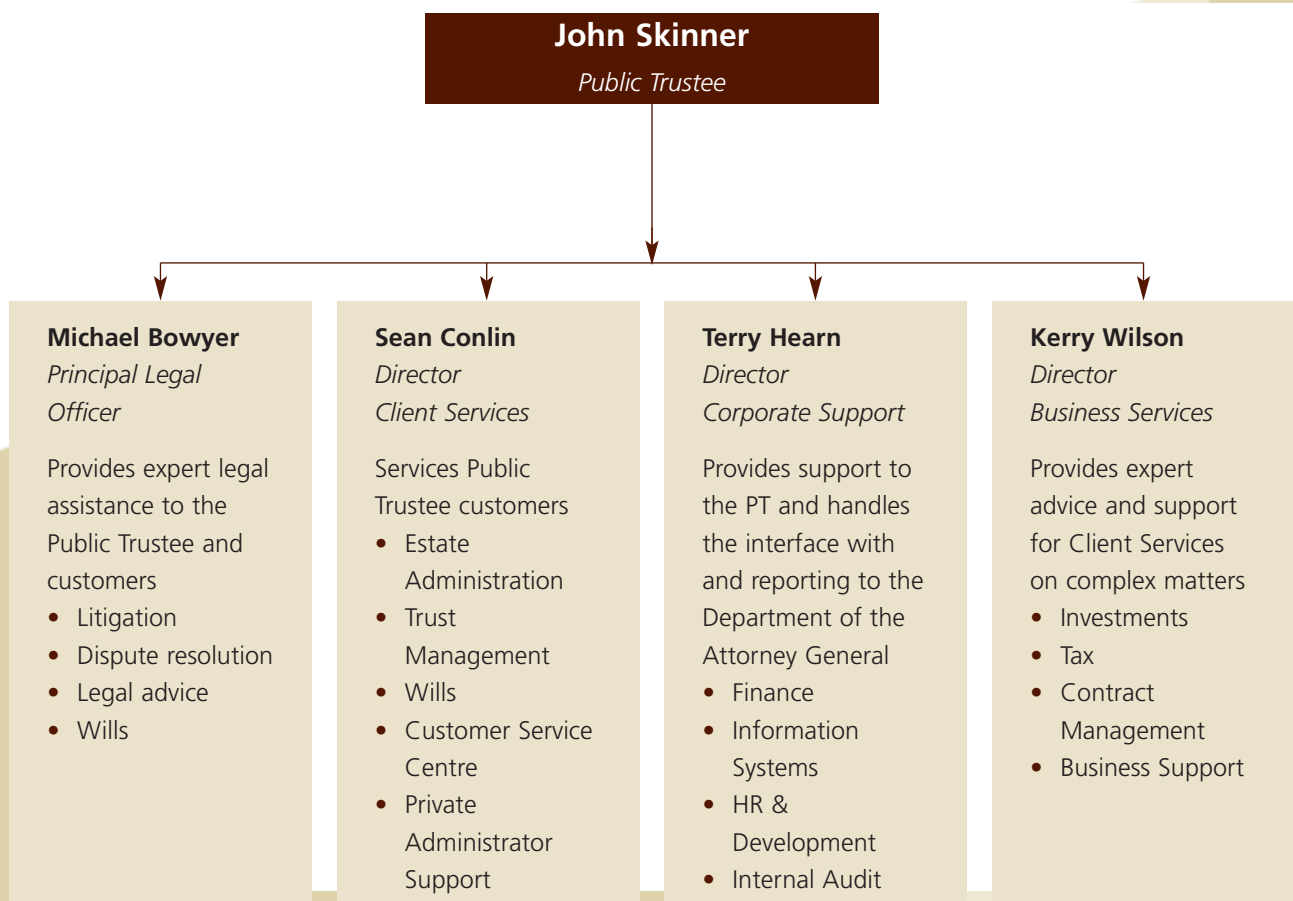 John Skinner
Public Trustee
Michael Bowyer
Principal Legal
Officer
Provides expert legal
assistance to the
Public Trustee and
customers
• Litigation
• Dispute resolution
• Legal advice
• Wills
Sean Conlin
Director
Client Services
Services Public
Trustee customers
• Estate
Administration
• Trust
Management
• Wills
• Customer Service
Centre
• Private
Administrator
Support
Terry Hearn
Director
Corporate Support
Provides support to
the PT and handles
the interface with
and reporting to the
Department of the
Attorney General
• Finance
• Information
Systems
• HR &
Development
• Internal Audit
Kerry Wilson
Director
Business Services
Provides expert
advice and support
for Client Services
on complex matters
• Investments
• Tax
• Contract
Management
• Business Support